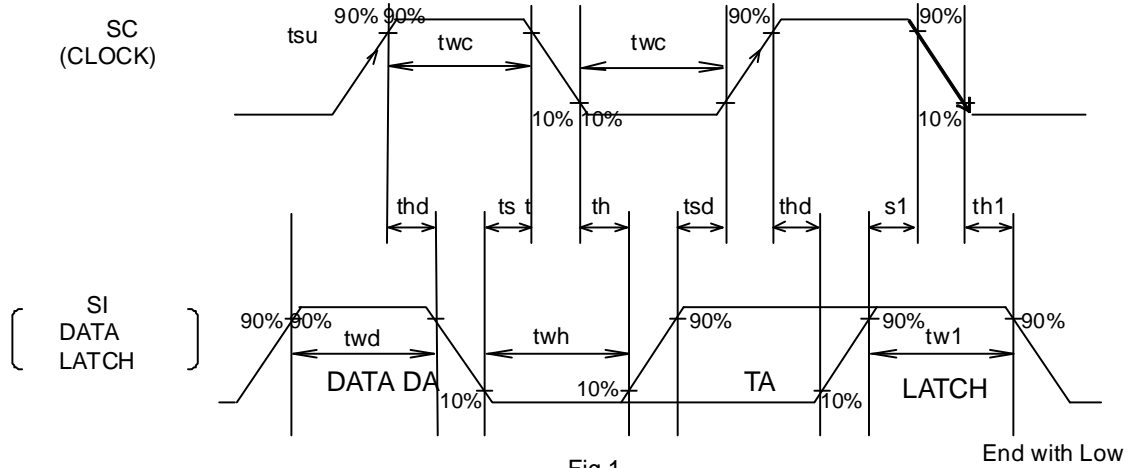 90% 90% 90% 90%
SC
tsu twc twc
(CLOCK)
10% 10% 10%
thd ts t th tsd thd s1 th1
SI
90% 90% 90% 90% 90%
DATA
twd twh tw1
LATCH
DATA DA TA LATCH
10% 10% 10%
End with Low
Fig.1